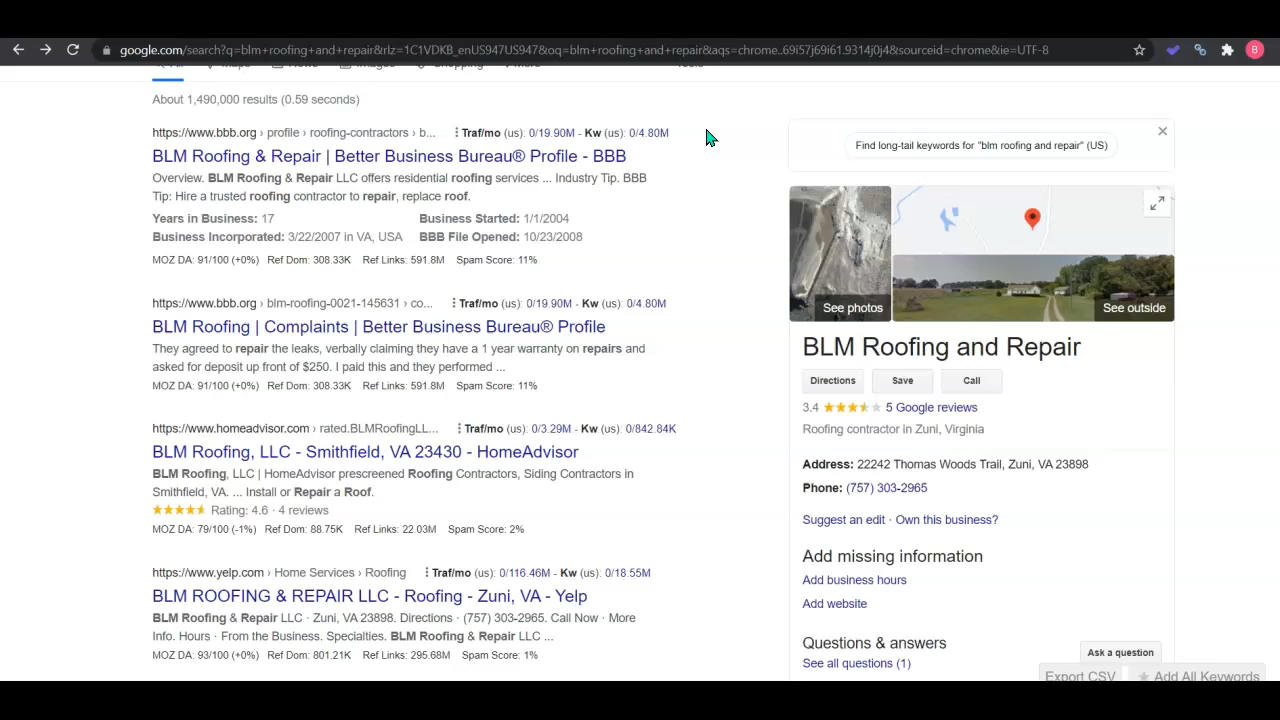 google.com/search?q=blm+roofing+and+repair&rlz=1C1VDKB_enUS947US947&oq=blm+roofing+and+repair&aqs=chrome..69i57j69i61.9314j0j4&sourceid=chrome&ie=UTF-8
B
All Maps News Images Shopping More Tools
About 1,490,000 results (0.59 seconds)
https://www.bbb.org › profile › roofing-contractors › b... Traf/mo (us): 0/19.90M - Kw (us): 0/4.80M
BLM Roofing & Repair | Better Business Bureau® Profile - BBB
Overview. BLM Roofing & Repair LLC offers residential roofing services ... Industry Tip. BBB
Tip: Hire a trusted roofing contractor to repair, replace roof.
Years in Business: 17 Business Started: 1/1/2004
Business Incorporated: 3/22/2007 in VA, USA BBB File Opened: 10/23/2008
MOZ DA: 91/100 (+0%) Ref Dom: 308.33K Ref Links: 591.8M Spam Score: 11%
https://www.bbb.org › blm-roofing-0021-145631 › co... Traf/mo (us): 0/19.90M - Kw (us): 0/4.80M
BLM Roofing | Complaints | Better Business Bureau® Profile
They agreed to repair the leaks, verbally claiming they have a 1 year warranty on repairs and
asked for deposit up front of $250. I paid this and they performed ...
MOZ DA: 91/100 (+0%) Ref Dom: 308.33K Ref Links: 591.8M Spam Score: 11%
https://www.homeadvisor.com › rated.BLMRoofingLL... Traf/mo (us): 0/3.29M - Kw (us): 0/842.84K
BLM Roofing, LLC - Smithfield, VA 23430 - HomeAdvisor
BLM Roofing, LLC | HomeAdvisor prescreened Roofing Contractors, Siding Contractors in
Smithfield, VA. ... Install or Repair a Roof.
Rating: 4.6 · 4 reviews
MOZ DA: 79/100 (-1%) Ref Dom: 88.75K Ref Links: 22.03M Spam Score: 2%
https://www.yelp.com › Home Services › Roofing Traf/mo (us): 0/116.46M - Kw (us): 0/18.55M
BLM ROOFING & REPAIR LLC - Roofing - Zuni, VA - Yelp
BLM Roofing & Repair LLC · Zuni, VA 23898. Directions · (757) 303-2965. Call Now · More
Info. Hours · From the Business. Specialties. BLM Roofing & Repair LLC ...
MOZ DA: 93/100 (+0%) Ref Dom: 801.21K Ref Links: 295.68M Spam Score: 1%
Find long-tail keywords for "blm roofing and repair" (US)
See photos
See outside
BLM Roofing and Repair
Directions Save Call
3.4 5 Google reviews
Roofing contractor in Zuni, Virginia
Address: 22242 Thomas Woods Trail, Zuni, VA 23898
Phone: (757) 303-2965
Suggest an edit · Own this business?
Add missing information
Add business hours
Add website
Questions & answers
See all questions (1)
Ask a question
Export CSV Add All Keywords